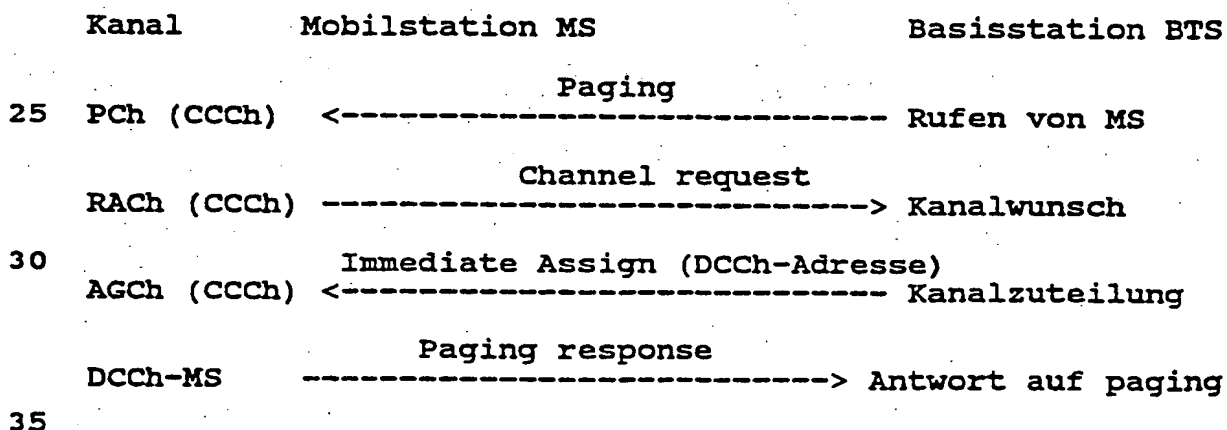 Kanal Mobilstation MS Basisstation BTS
Paging
25 PCh (CCCh) <---------------------------- Rufen von MS
Channel request
RACh (CCCh) ----------------------------> Kanalwunsch
30 Immediate Assign (DCCh-Adresse)
AGCh (CCCh) <---------------------------- Kanalzuteilung
Paging response
DCCh-MS ----------------------------> Antwort auf paging
35